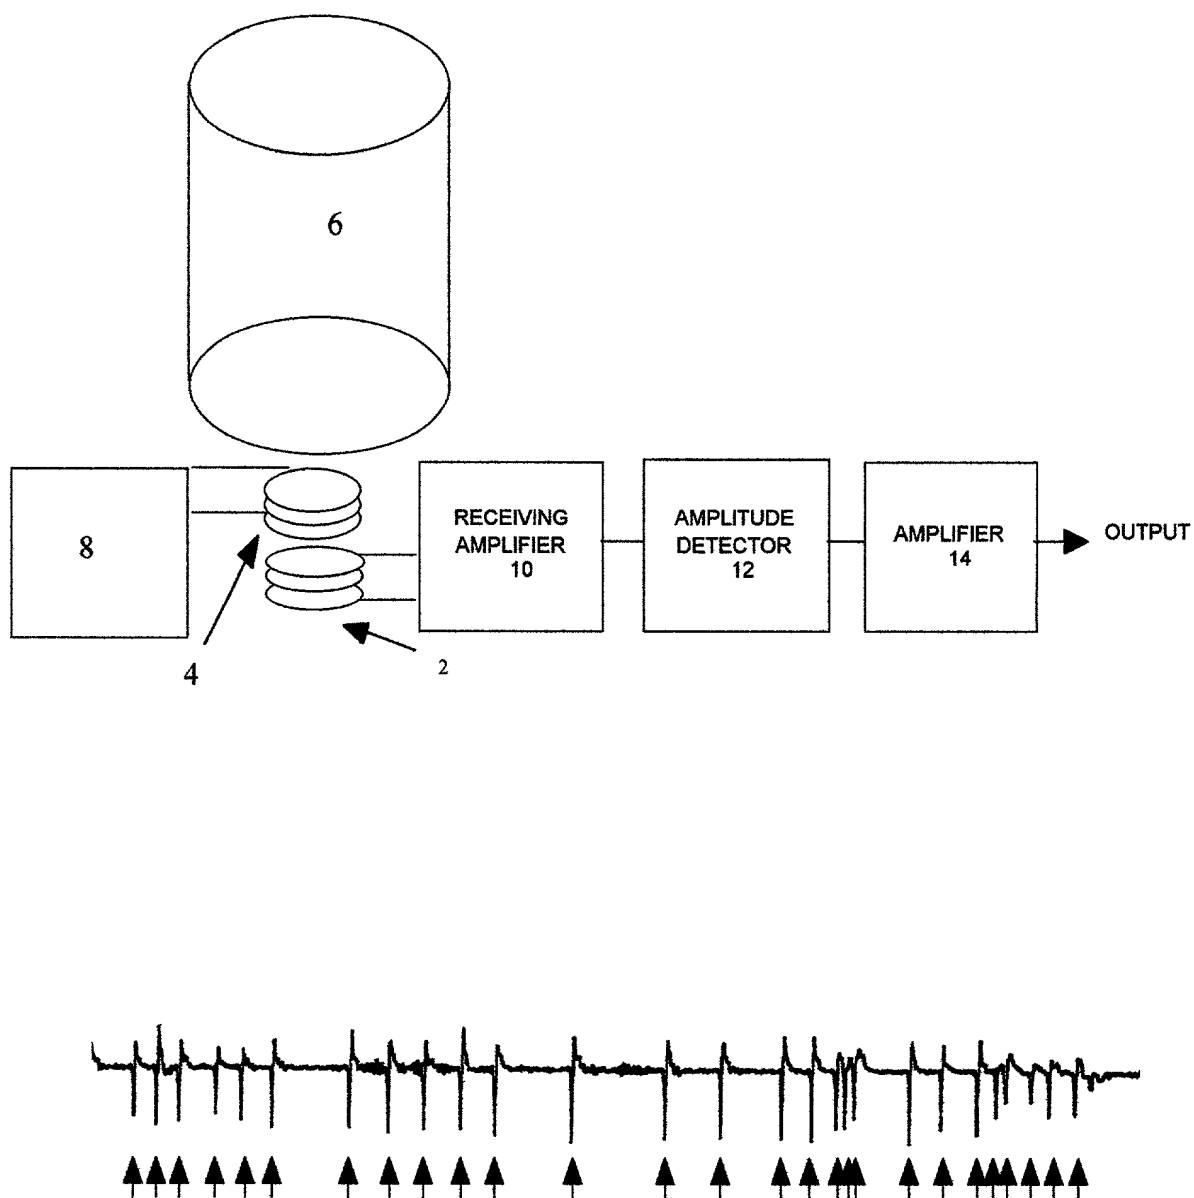 6
8
RECEIVING
AMPLIFIER
10
AMPLITUDE
DETECTOR
12
AMPLIFIER
14
OUTPUT
4
2